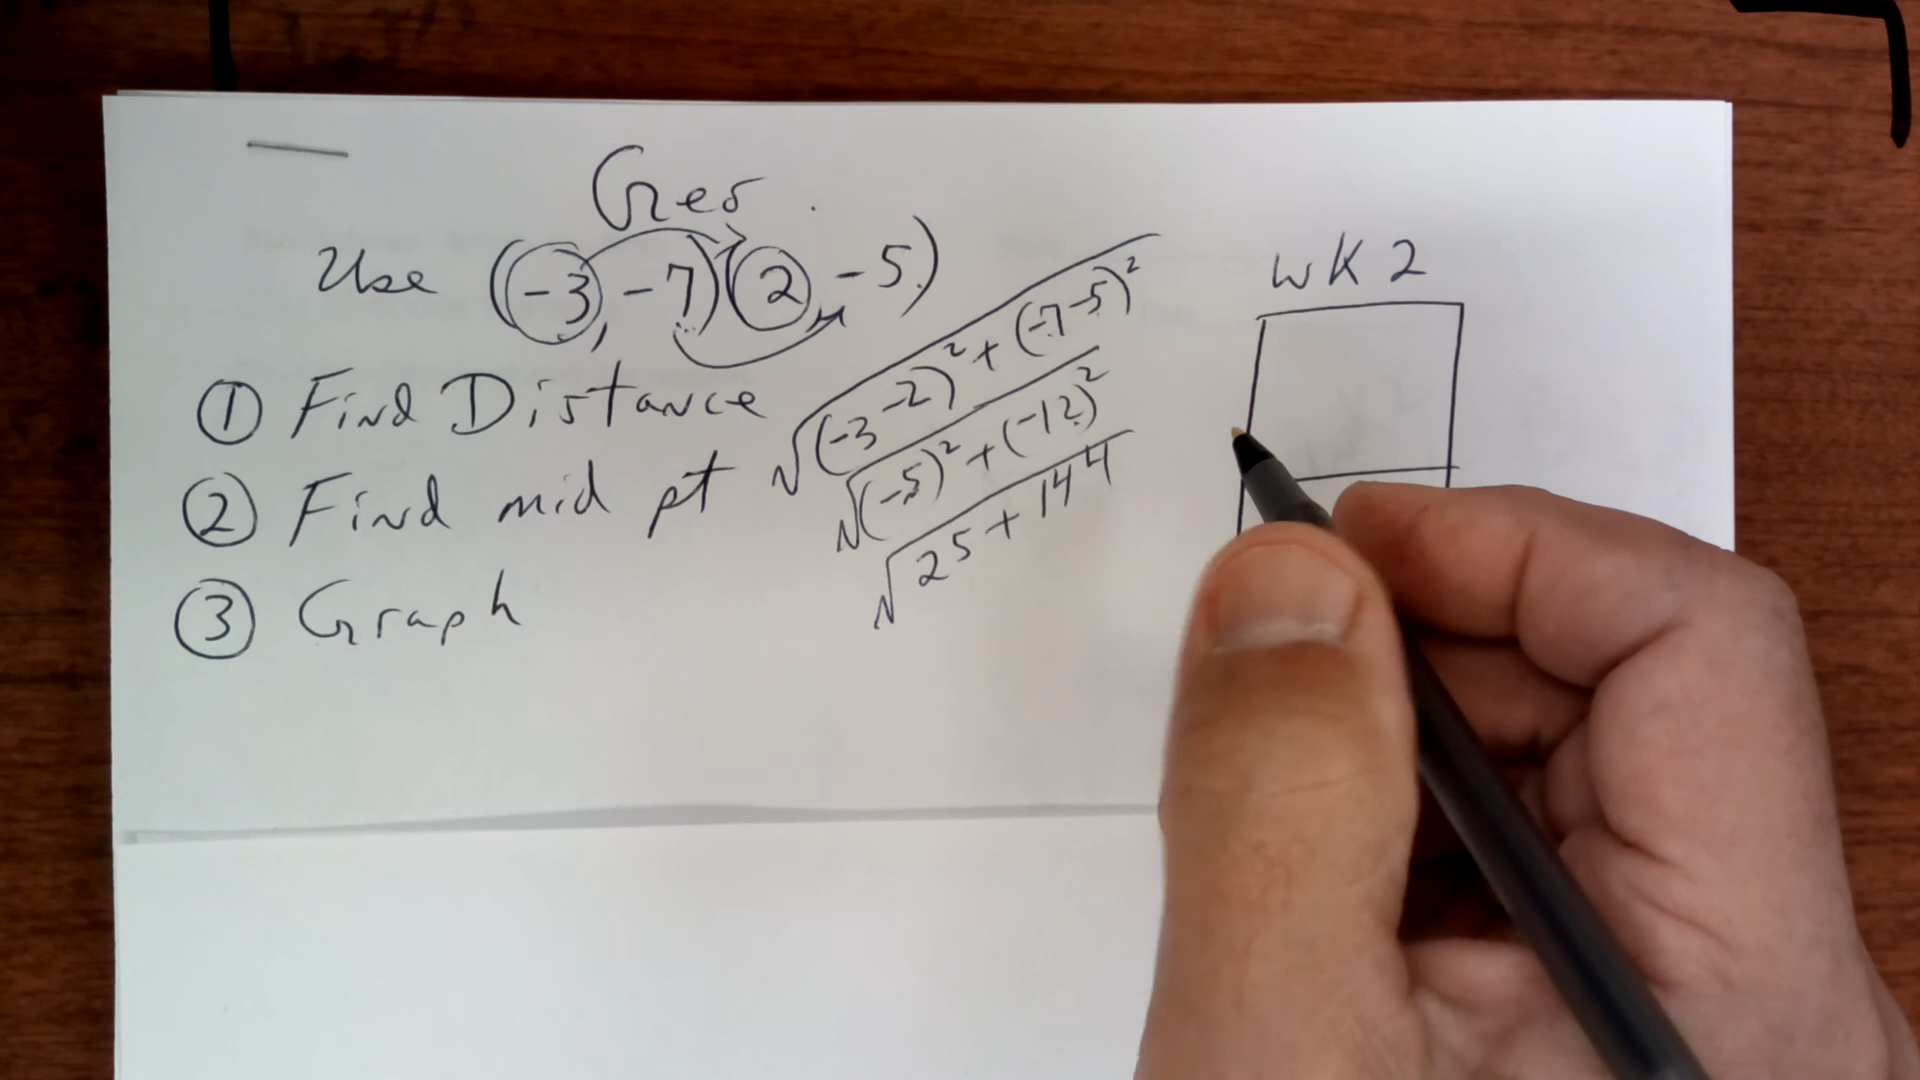 Geo.
Use (-3, -7)(2, -5)
① Find Distance
② Find mid pt
③ Graph
√(-3-2)² + (-7-5)²
√(-5)² + (-12)²
√25 + 144
WK 2